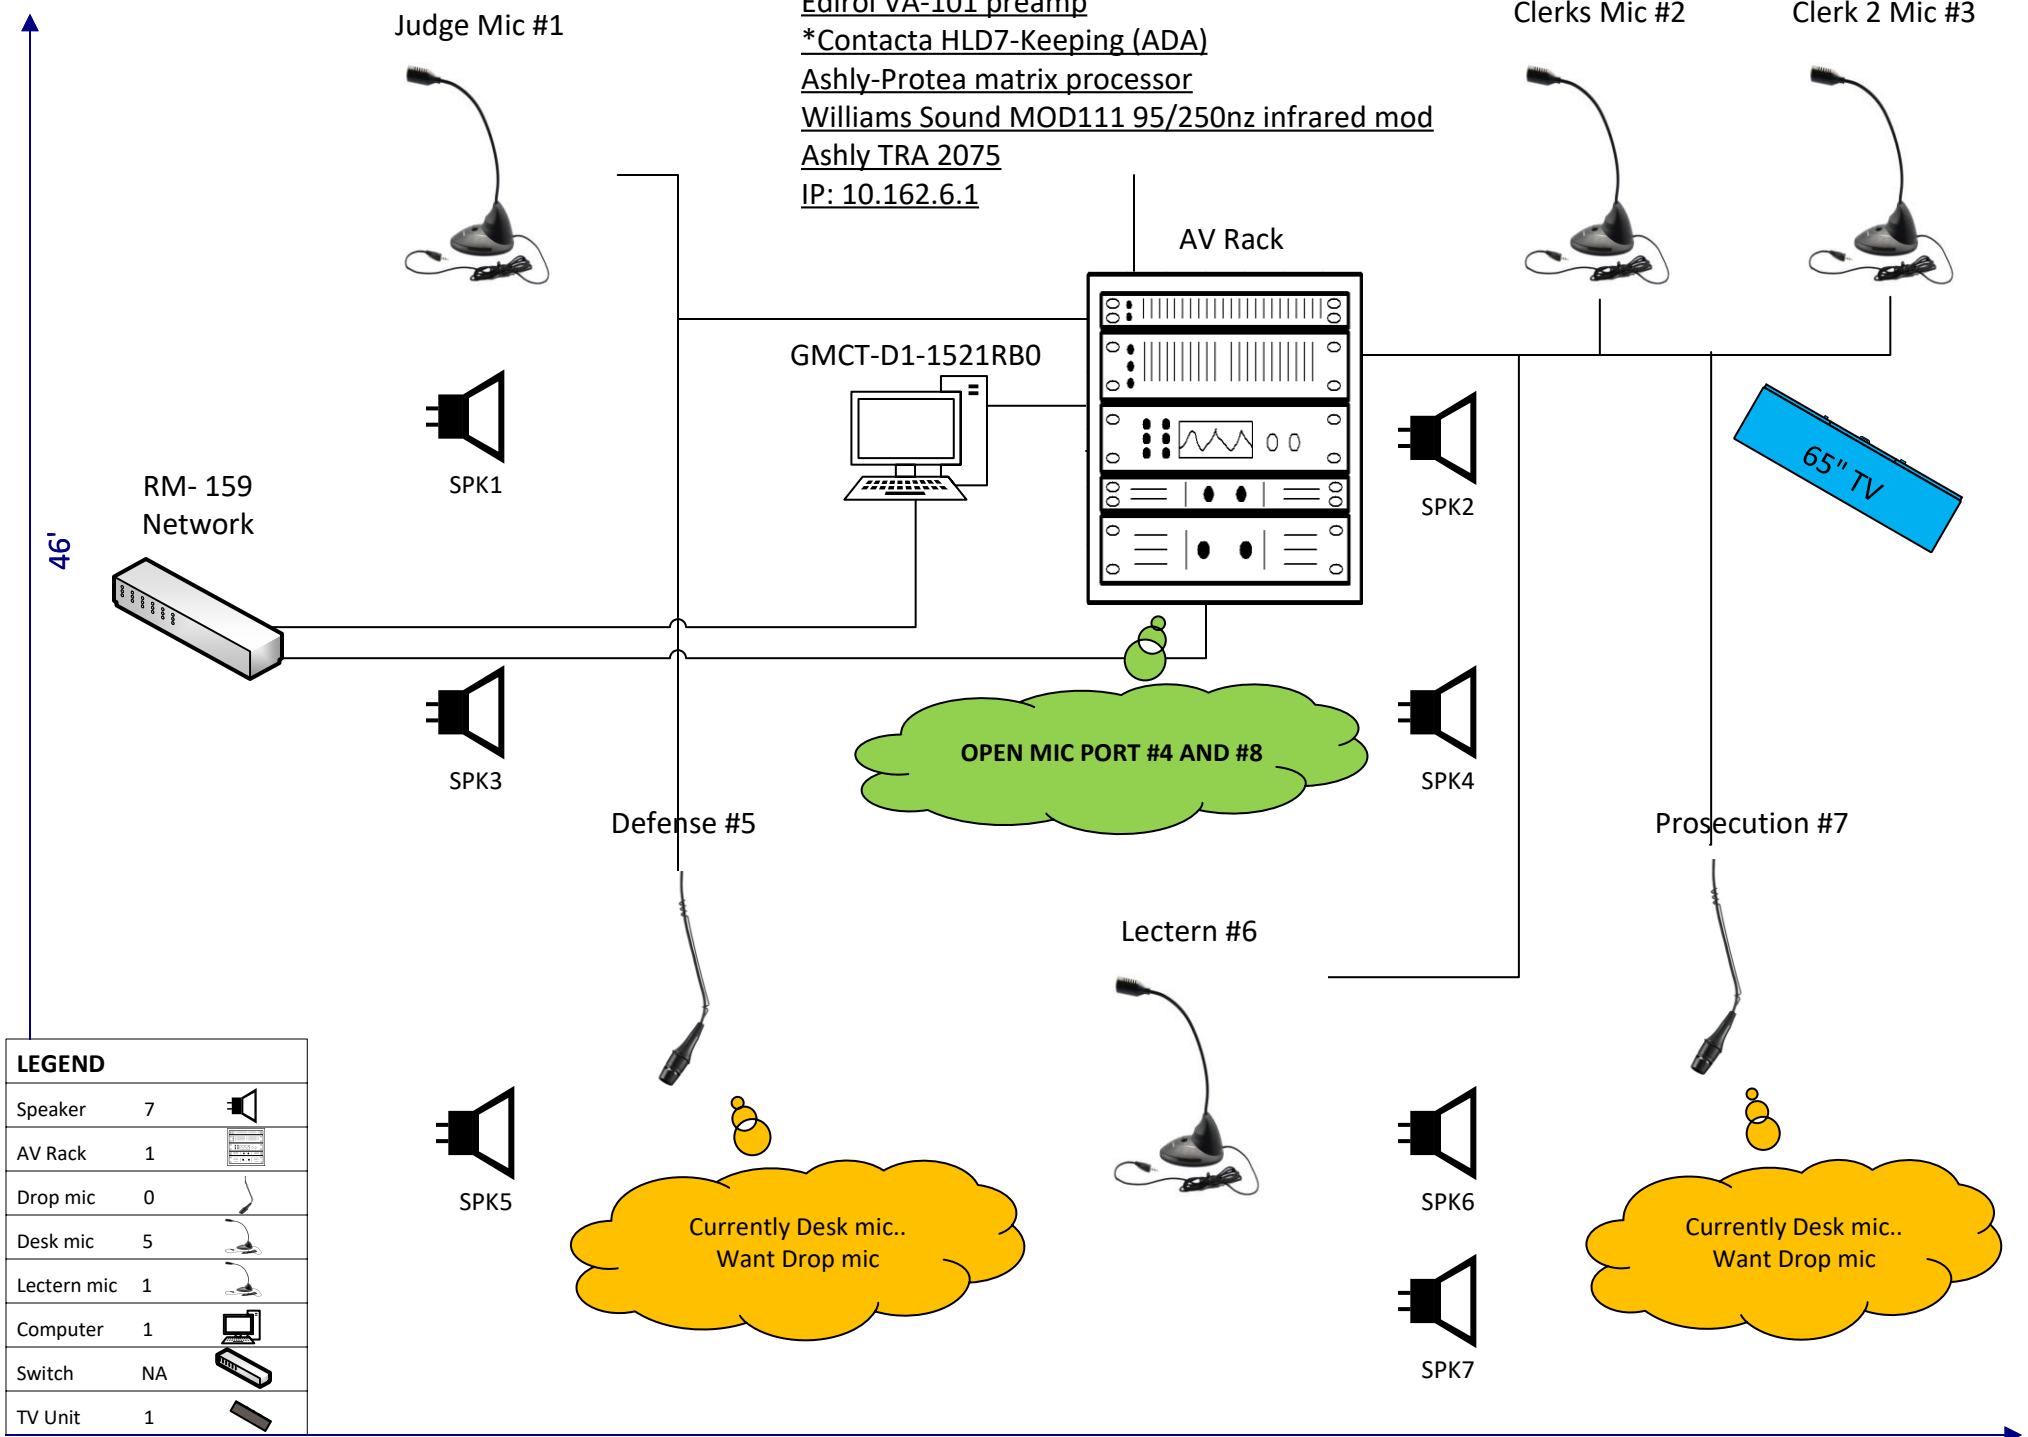 Judge Mic #1
Edirol VA-101 preamp
*Contacta HLD7-Keeping (ADA)
Ashly-Protea matrix processor
Williams Sound MOD111 95/250nz infrared mod
Ashly TRA 2075
IP: 10.162.6.1
Clerks Mic #2
Clerk 2 Mic #3
AV Rack
GMCT-D1-1521RB0
SPK1
SPK2
65" TV
RM- 159
Network
46'
SPK3
OPEN MIC PORT #4 AND #8
SPK4
Defense #5
Prosecution #7
Lectern #6
SPK5
Currently Desk mic..
Want Drop mic
SPK6
Currently Desk mic..
Want Drop mic
SPK7
LEGEND
Speaker 7
AV Rack 1
Drop mic 0
Desk mic 5
Lectern mic 1
Computer 1
Switch NA
TV Unit 1